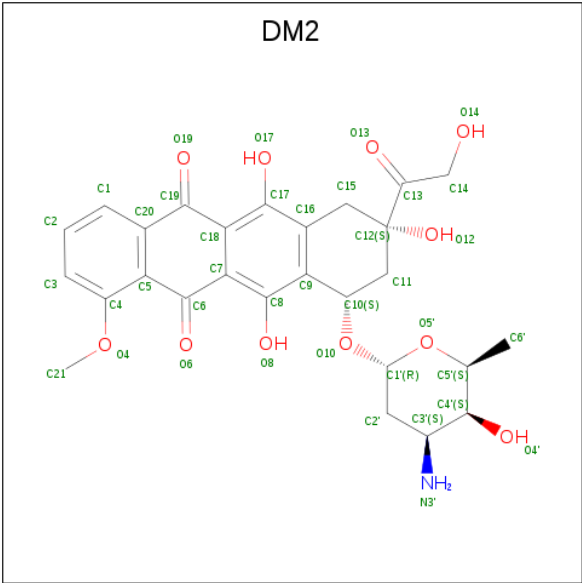 DM2
O14
OH
O19
O17
O13
O
HO
O
C19
C17
C15
C13
C14
C1
C20
C16
C2
C18
C12(S)
OH
O12
C7
C9
C11
C3
C4
C5
C6
C8
C10(S)
O
O5'
C6'
O
O
OH
O
O10
C21
O4
O6
O8
C1'(R)
C5'(S)
C4'(S)
C2'
C3'(S)
OH
O4'
NH2
N3'